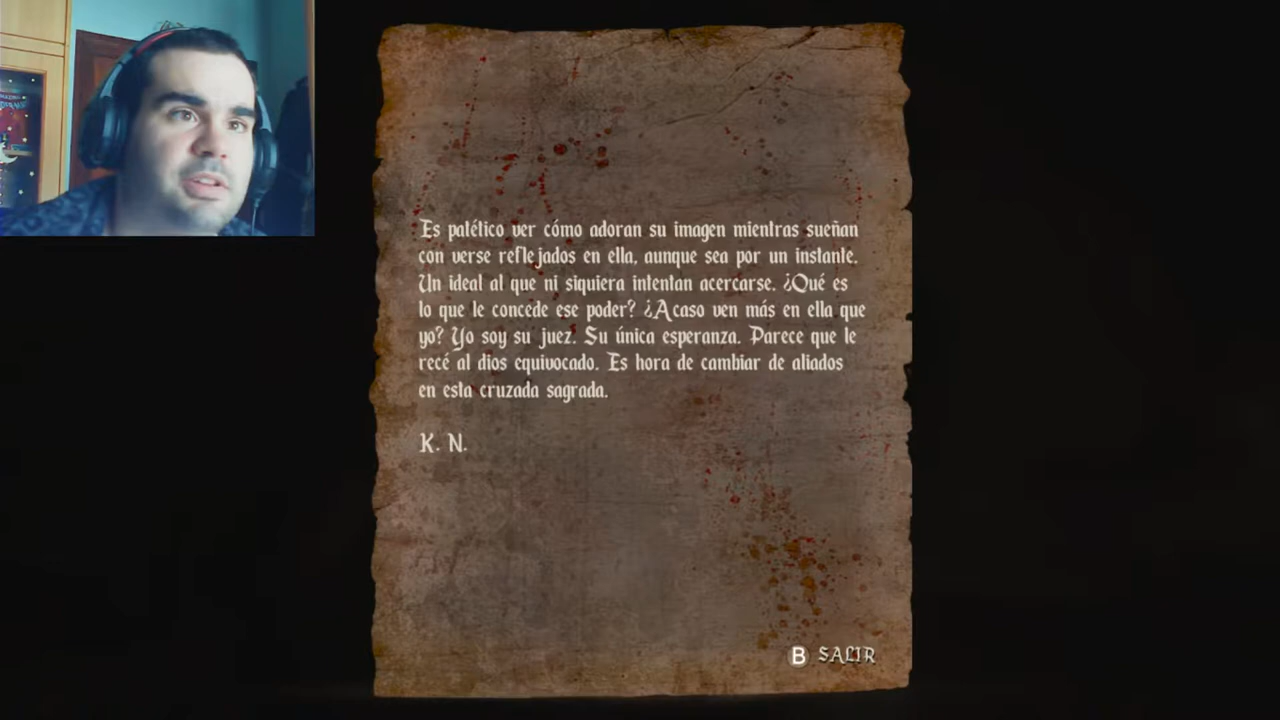 Es patético ver cómo adoran su imagen mientras sueñan
con verse reflejados en ella, aunque sea por un instante.
Un ideal al que ni siquiera intentan acercarse. ¿Qué es
lo que le concede ese poder? ¿Acaso ven más en ella que
yo? Yo soy su juez. Su única esperanza. Parece que le
recé al dios equivocado. Es hora de cambiar de aliados
en esta cruzada sagrada.
K. N.
B SALIR